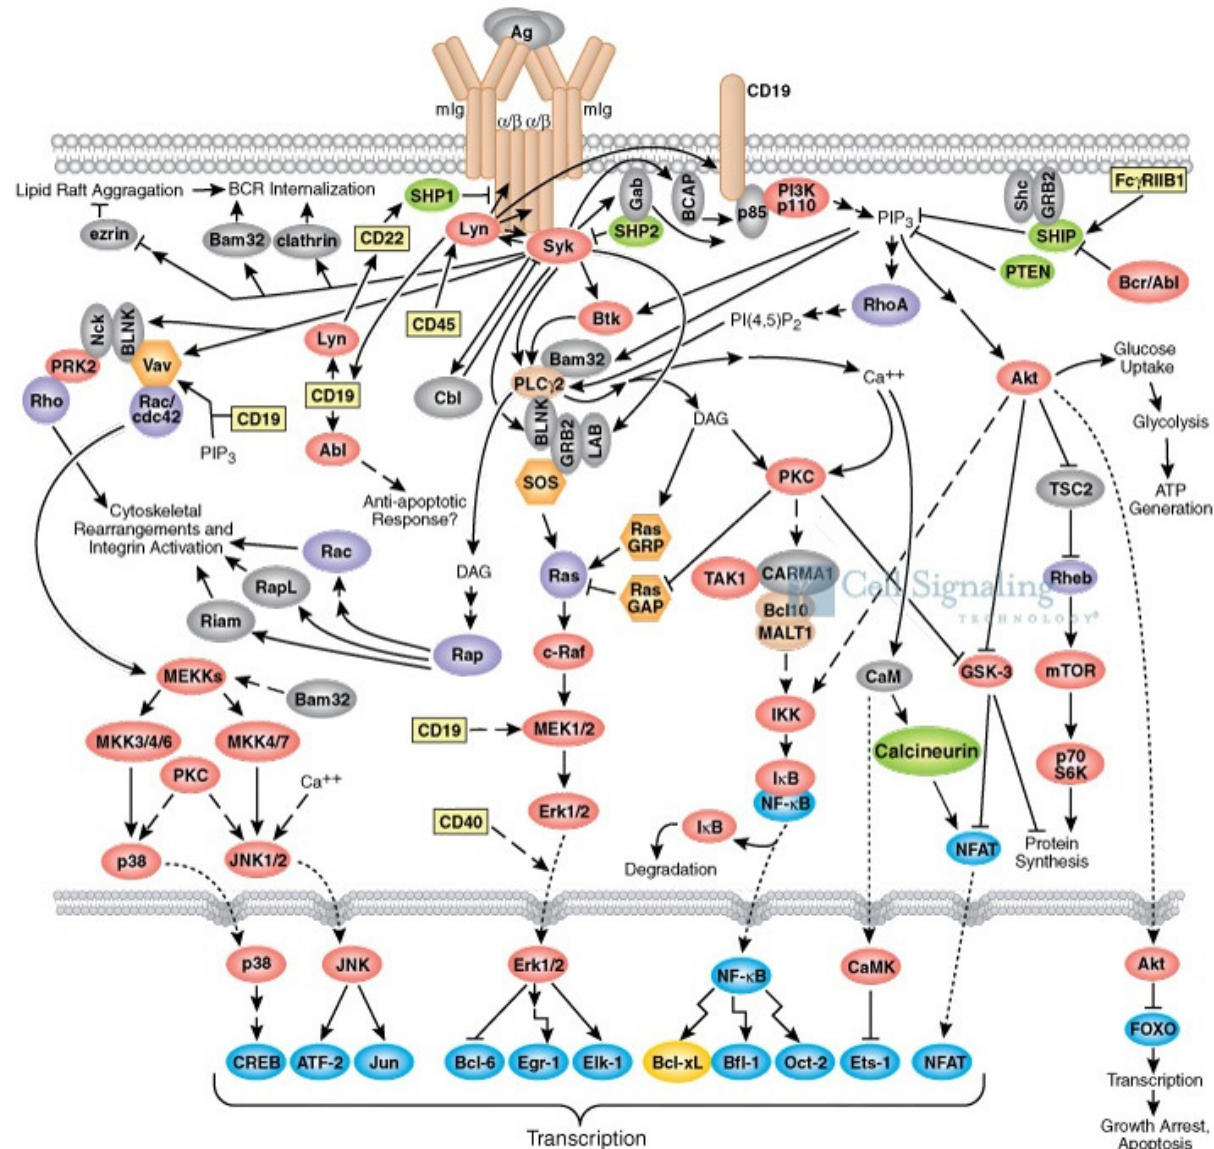 Ag
CD19
mIg
α/β α/β
mIg
Lipid Raft Aggragation
BCR Internalization
SHP1
Gab
BCAP
p85
PI3K
p110
PIP3
Shc
GRB2
FcγRIIB1
ezrin
Bam32
clathrin
CD22
Lyn
Syk
SHP2
SHIP
PTEN
Bcr/Abl
Nck
BLNK
Lyn
CD45
Btk
PI(4,5)P2
RhoA
PRK2
Vav
Bam32
Glucose
Uptake
Rho
Rac/
cdc42
CD19
PIP3
CD19
Cbl
PLCγ2
Ca++
Akt
BLNK
GRB2
LAB
DAG
Glycolysis
Abl
SOS
PKC
TSC2
ATP
Generation
Anti-apoptotic
Response?
Cytoskeletal
Rearrangements and
Integrin Activation
Rac
Ras
GRP
RapL
DAG
Ras
Ras
GAP
TAK1
CARMA1
Cell Signaling
TECHNOLOGY®
Rheb
Riam
Bcl10
MALT1
Rap
c-Raf
MEKKs
CaM
GSK-3
mTOR
Bam32
CD19
MEK1/2
IKK
MKK3/4/6
MKK4/7
Calcineurin
PKC
Ca++
IκB
NF-κB
p70
S6K
CD40
Erk1/2
IκB
p38
JNK1/2
Degradation
NFAT
Protein
Synthesis
p38
JNK
Erk1/2
NF-κB
CaMK
Akt
FOXO
CREB
ATF-2
Jun
Bcl-6
Egr-1
Elk-1
Bcl-xL
Bfl-1
Oct-2
Ets-1
NFAT
Transcription
Growth Arrest,
Apoptosis
Transcription